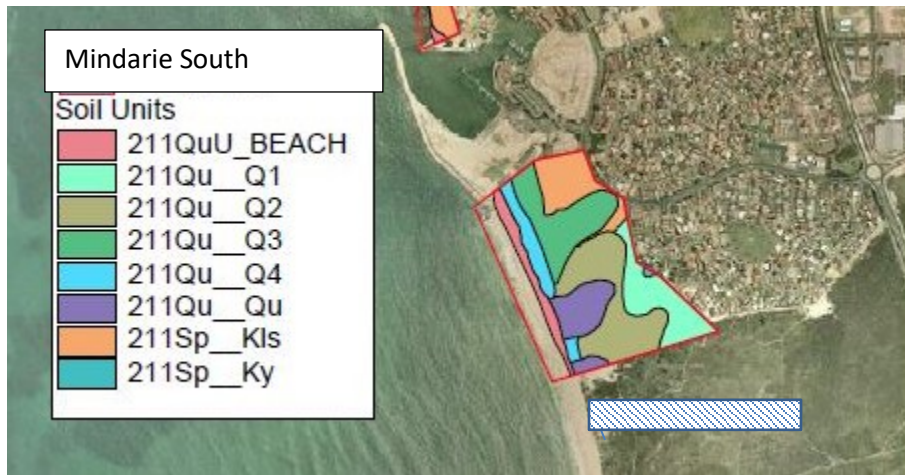 Mindarie South
Soil Units
211QuU_BEACH
211Qu__Q1
211Qu__Q2
211Qu__Q3
211Qu__Q4
211Qu__Qu
211Sp__Kls
211Sp__Ky